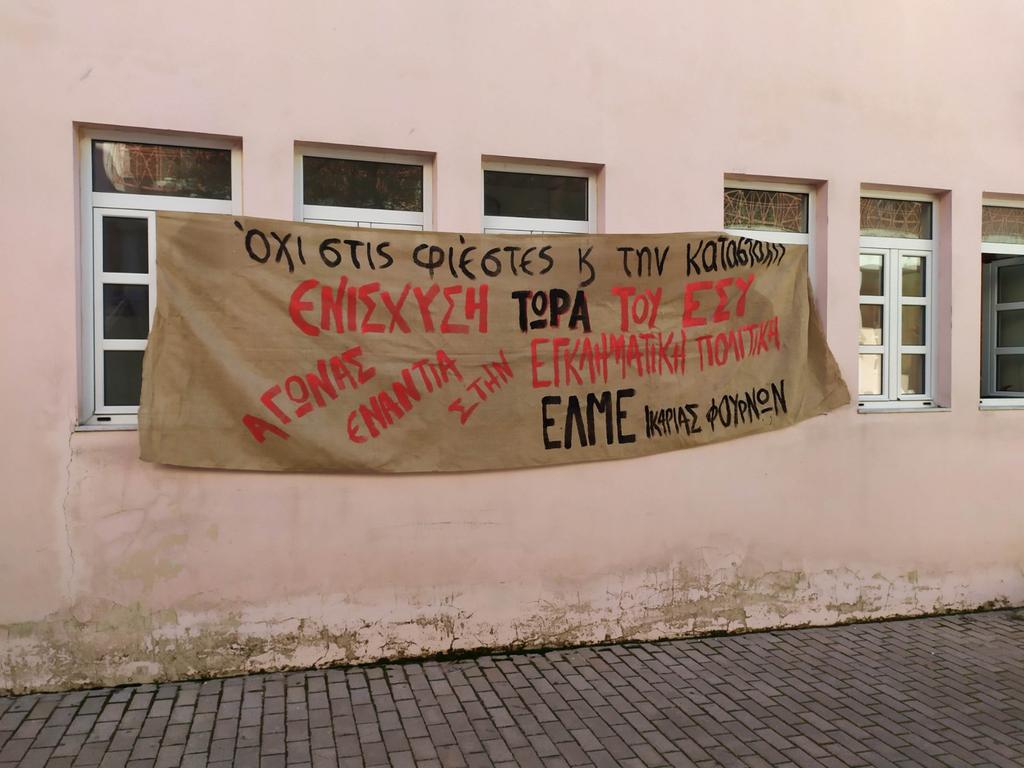 Όχι στις φιέστες κ την καταστολή
ΕΝΙΣΧΥΣΗ ΤΩΡΑ ΤΟΥ ΕΣΥ
ΑΓΩΝΑΣ ΕΝΑΝΤΙΑ ΣΤΗΝ ΕΓΚΛΗΜΑΤΙΚΗ ΠΟΛΙΤΙΚΗ
ΕΛΜΕ ΙΚΑΡΙΑΣ ΦΟΥΡΝΩΝ